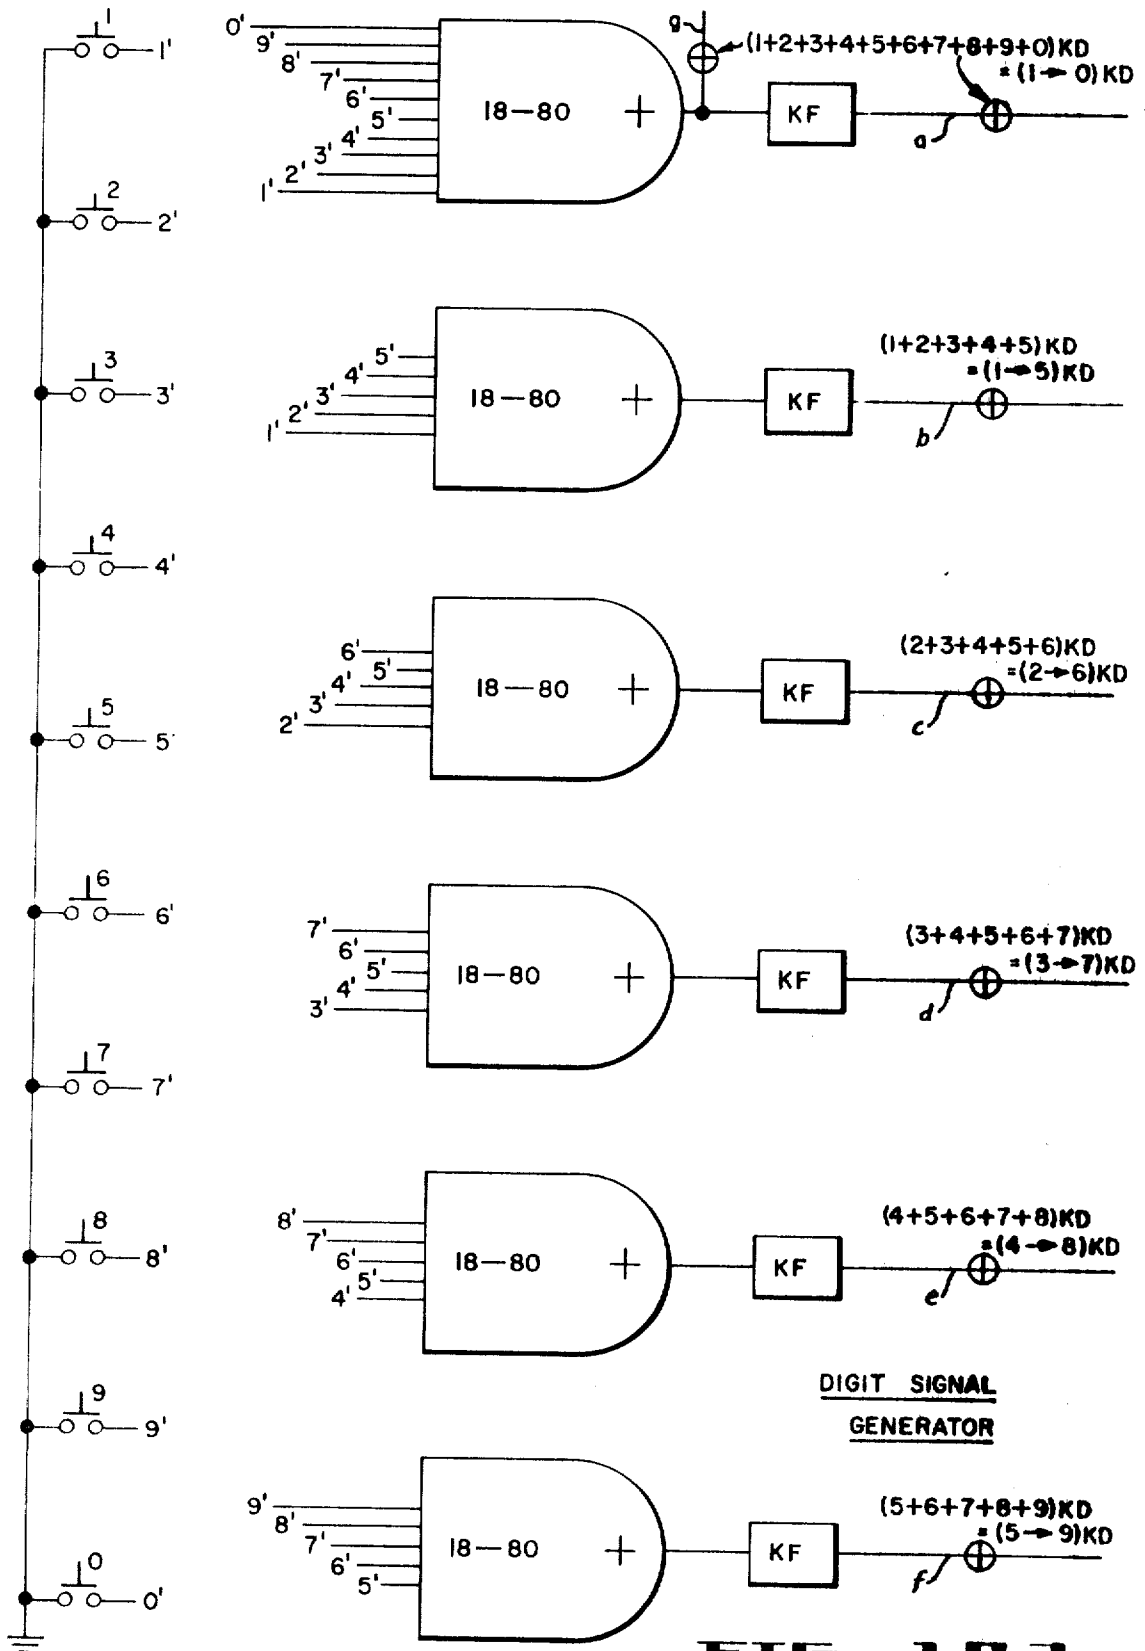 1
1'
2
2'
3
3'
4
4'
5
5'
6
6'
7
7'
8
8'
9
9'
0
0'
0'
9'
8'
7'
6'
5'
4'
3'
2'
1'
18-80
+
g
(1+2+3+4+5+6+7+8+9+0)KD
=(1→0)KD
KF
a
5'
4'
3'
2'
1'
18-80
+
KF
(1+2+3+4+5)KD
=(1→5)KD
b
6'
5'
4'
3'
2'
18-80
+
KF
(2+3+4+5+6)KD
=(2→6)KD
c
7'
6'
5'
4'
3'
18-80
+
KF
(3+4+5+6+7)KD
=(3→7)KD
d
8'
7'
6'
5'
4'
18-80
+
KF
(4+5+6+7+8)KD
=(4→8)KD
e
DIGIT SIGNAL
GENERATOR
9'
8'
7'
6'
5'
18-80
+
KF
(5+6+7+8+9)KD
=(5→9)KD
f